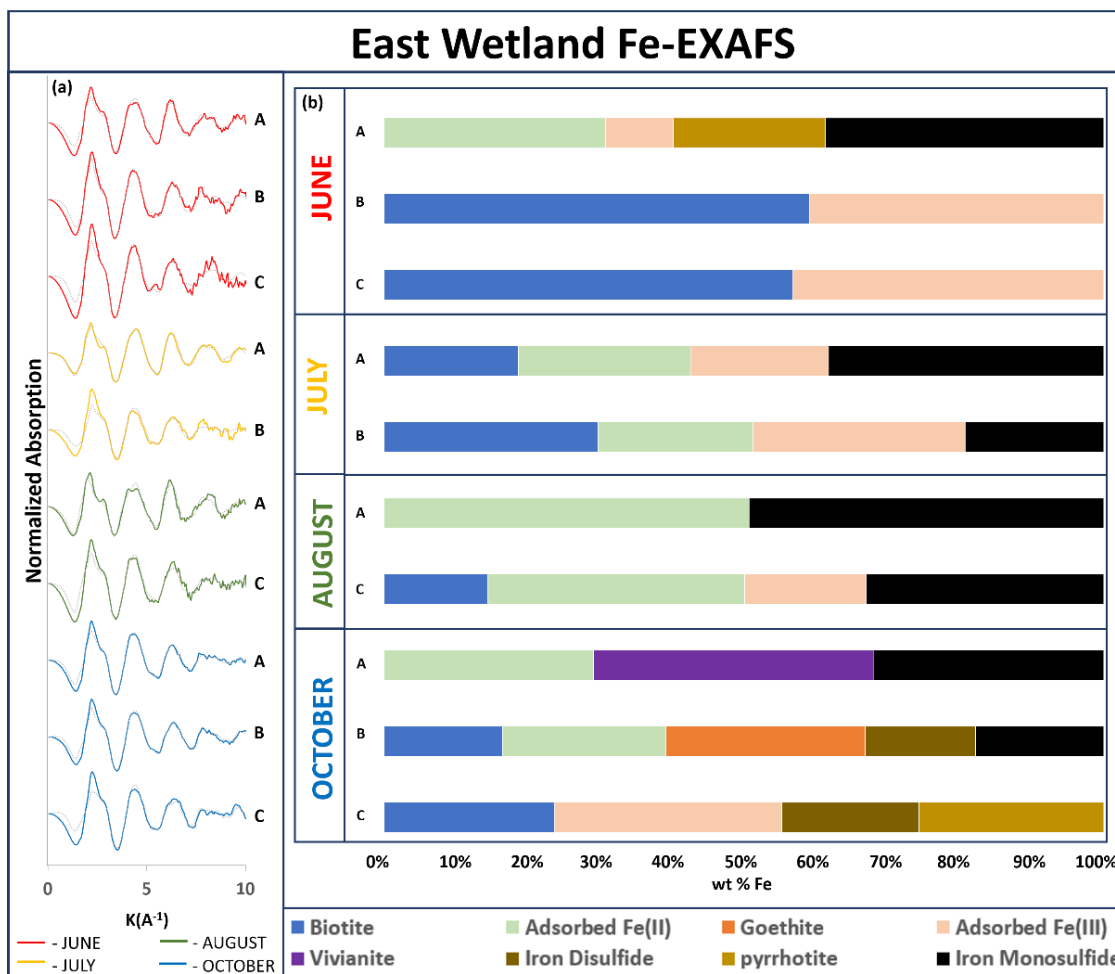 East Wetland Fe-EXAFS
(a)
Normalized Absorption
A
B
C
A
B
A
C
A
B
C
0 5 10
K(A⁻¹)
- JUNE - AUGUST
- JULY - OCTOBER
(b)
JUNE
A
B
C
JULY
A
B
AUGUST
A
C
OCTOBER
A
B
C
0% 10% 20% 30% 40% 50% 60% 70% 80% 90% 100%
wt % Fe
Biotite Adsorbed Fe(II) Goethite Adsorbed Fe(III)
Vivianite Iron Disulfide pyrrhotite Iron Monosulfide